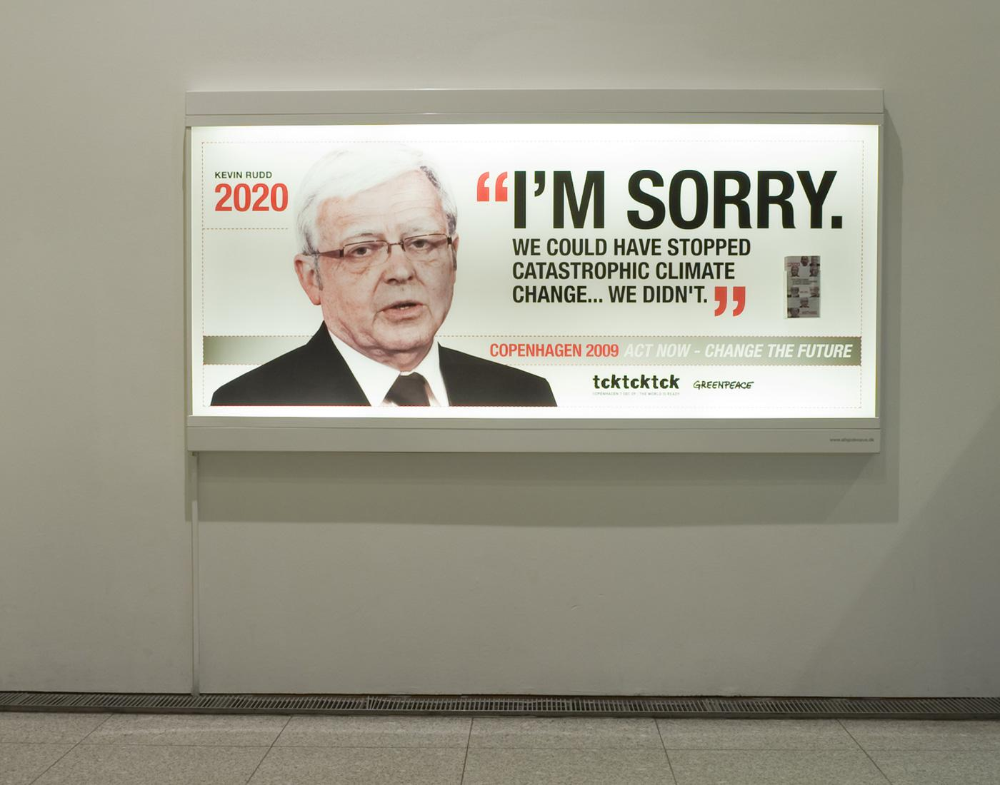 KEVIN RUDD
2020
“I’M SORRY.
WE COULD HAVE STOPPED
CATASTROPHIC CLIMATE
CHANGE... WE DIDN'T.”
COPENHAGEN 2009 ACT NOW - CHANGE THE FUTURE
tcktcktck GREENPEACE
COPENHAGEN 7 DEC 09 | THE WORLD IS READY